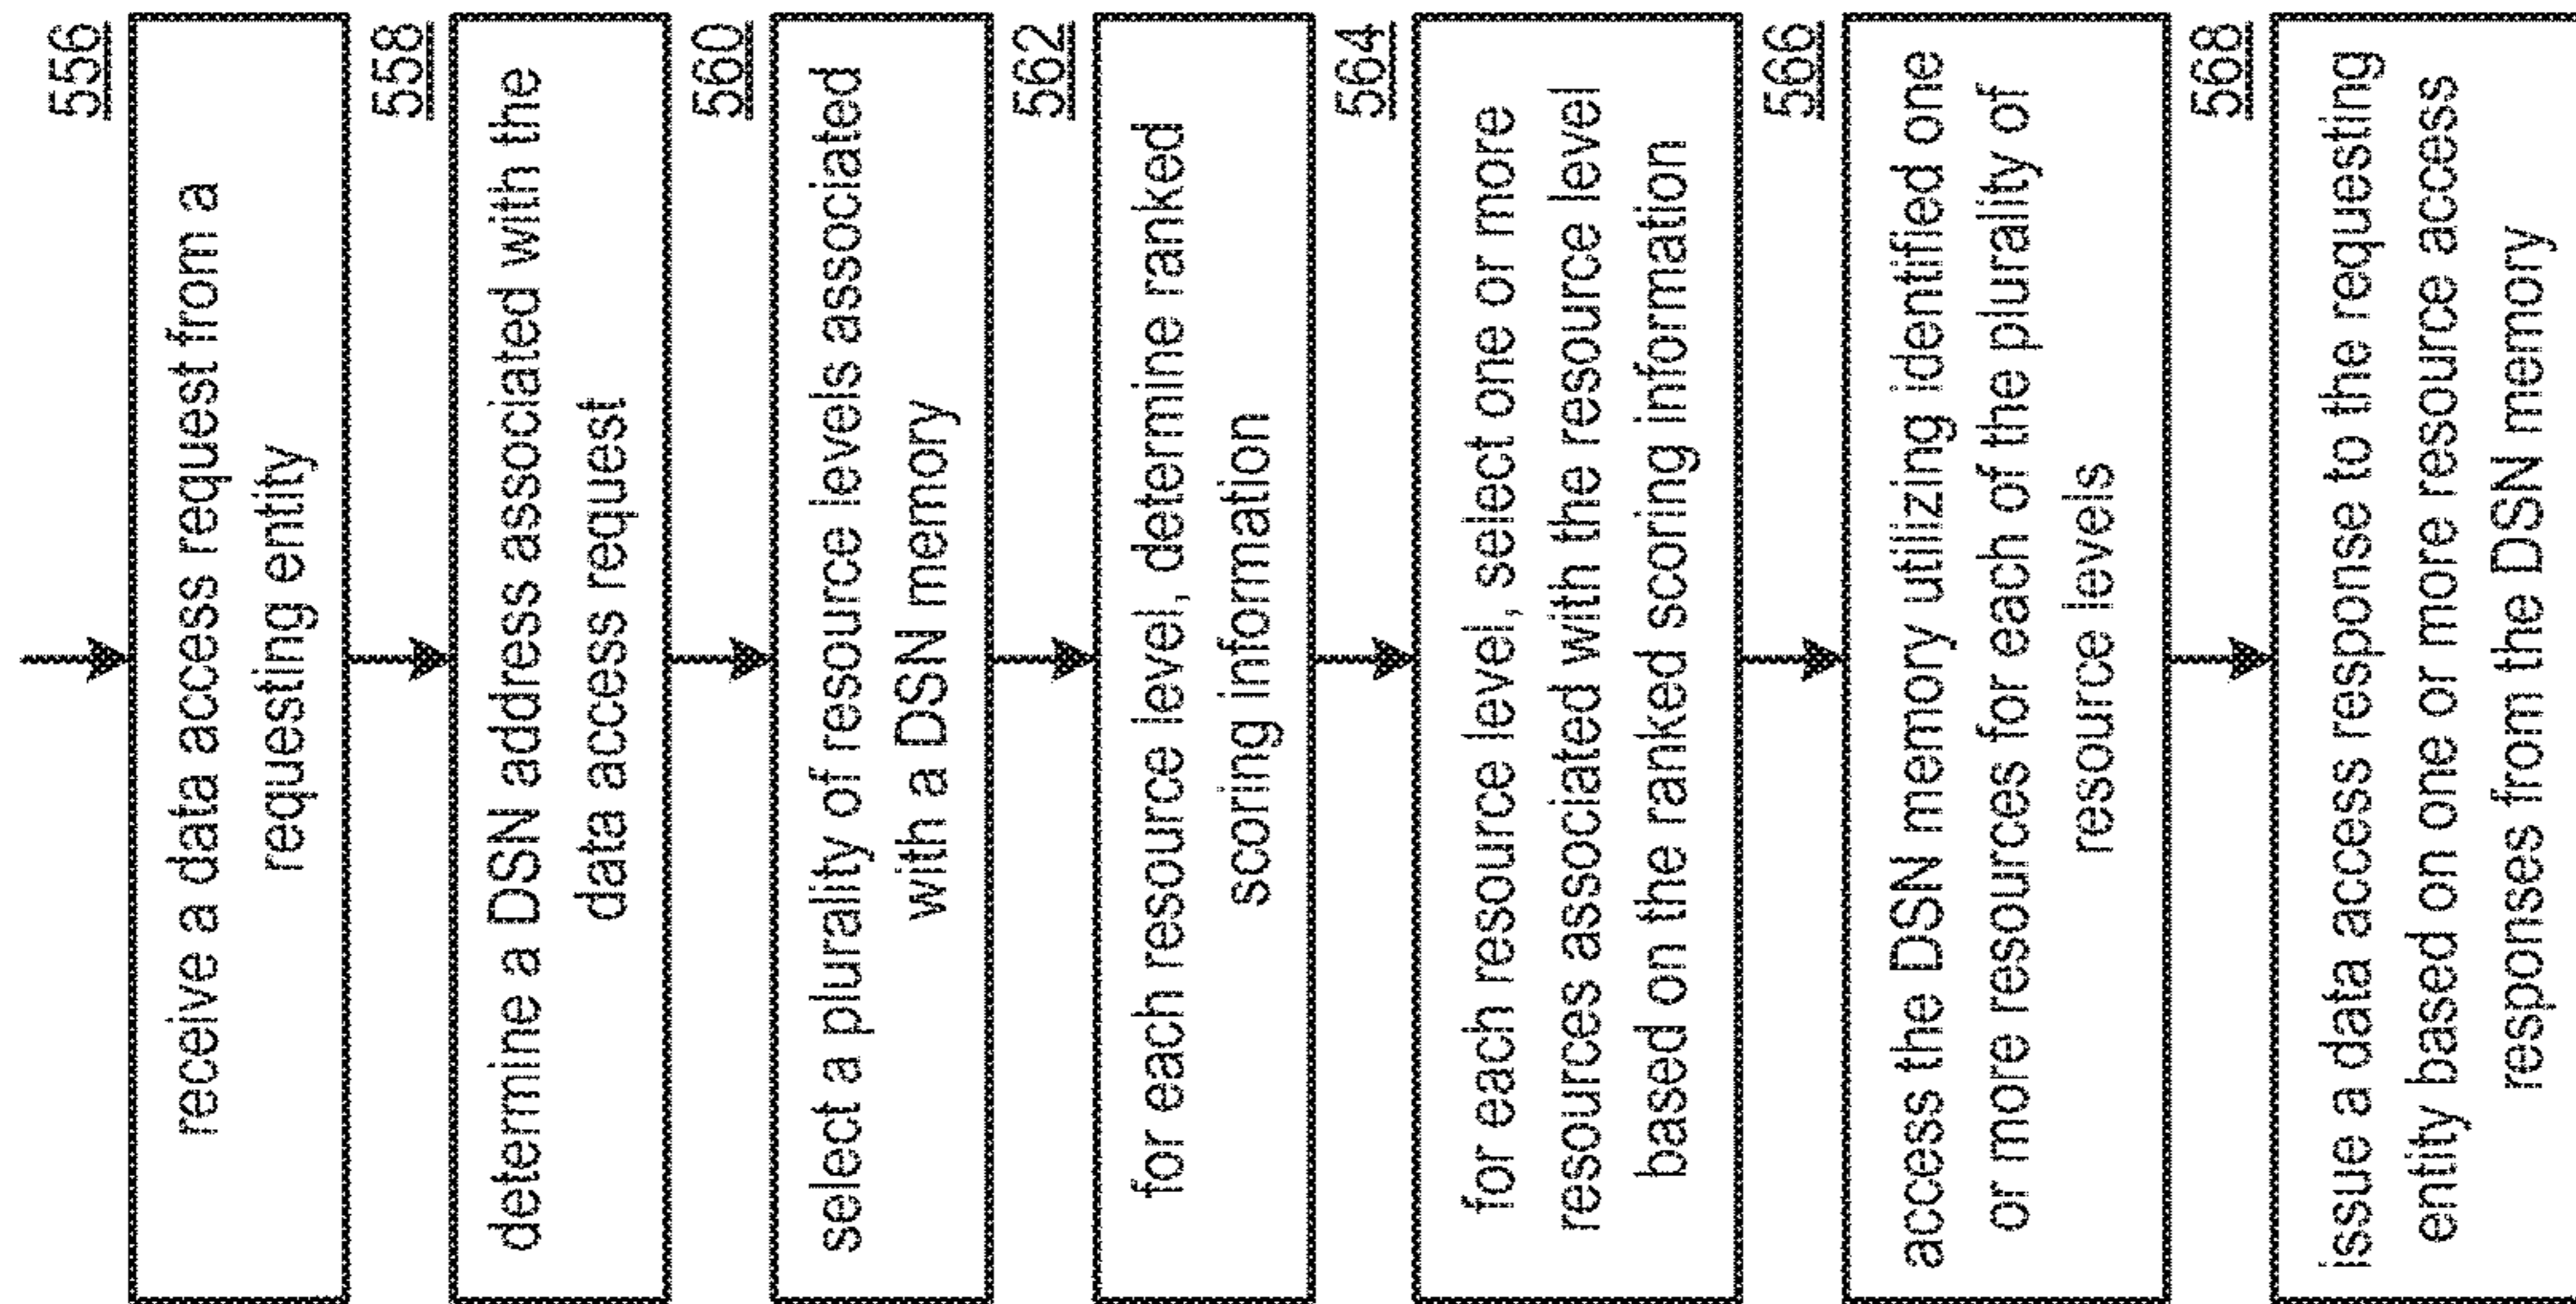 556
receive a data access request from a
requesting entity
558
determine a DSN address associated with the
data access request
560
select a plurality of resource levels associated
with a DSN memory
562
for each resource level, determine ranked
scoring information
564
for each resource level, select one or more
resources associated with the resource level
based on the ranked scoring information
566
access the DSN memory utilizing identified one
or more resources for each of the plurality of
resource levels
568
issue a data access response to the requesting
entity based on one or more resource access
responses from the DSN memory